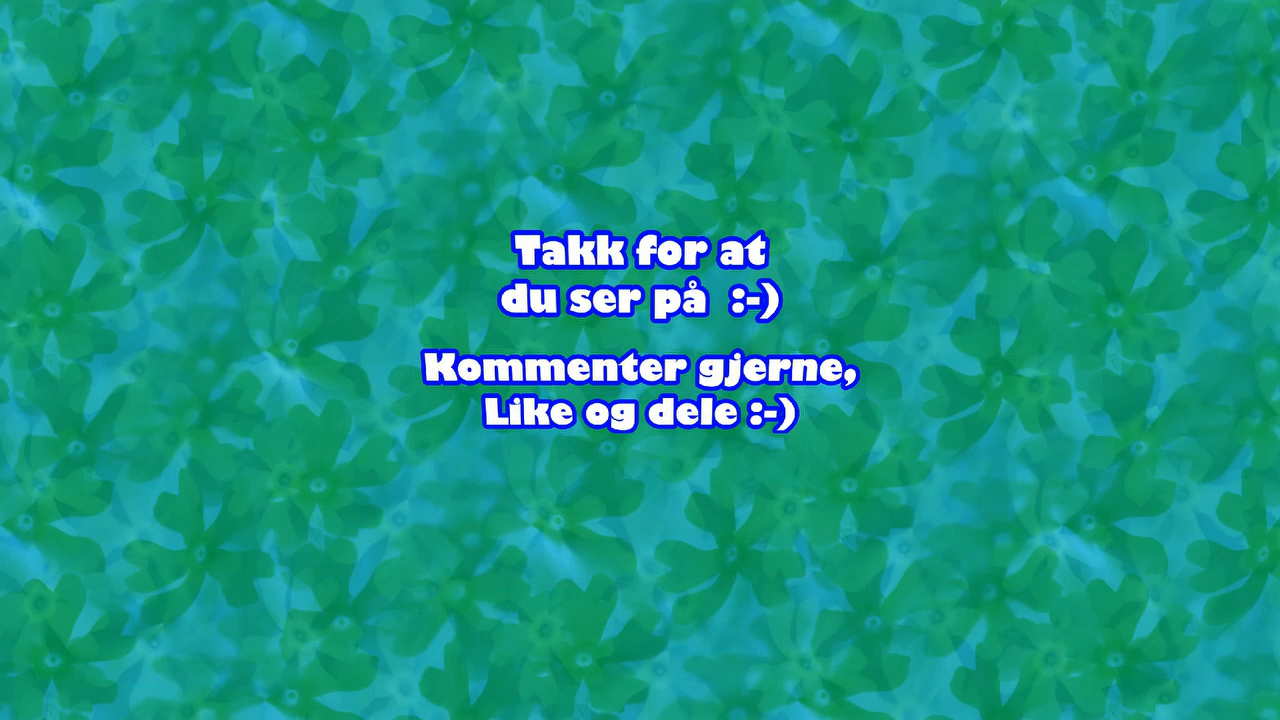 Takk for at
du ser på :-)
Kommenter gjerne,
Like og dele :-)